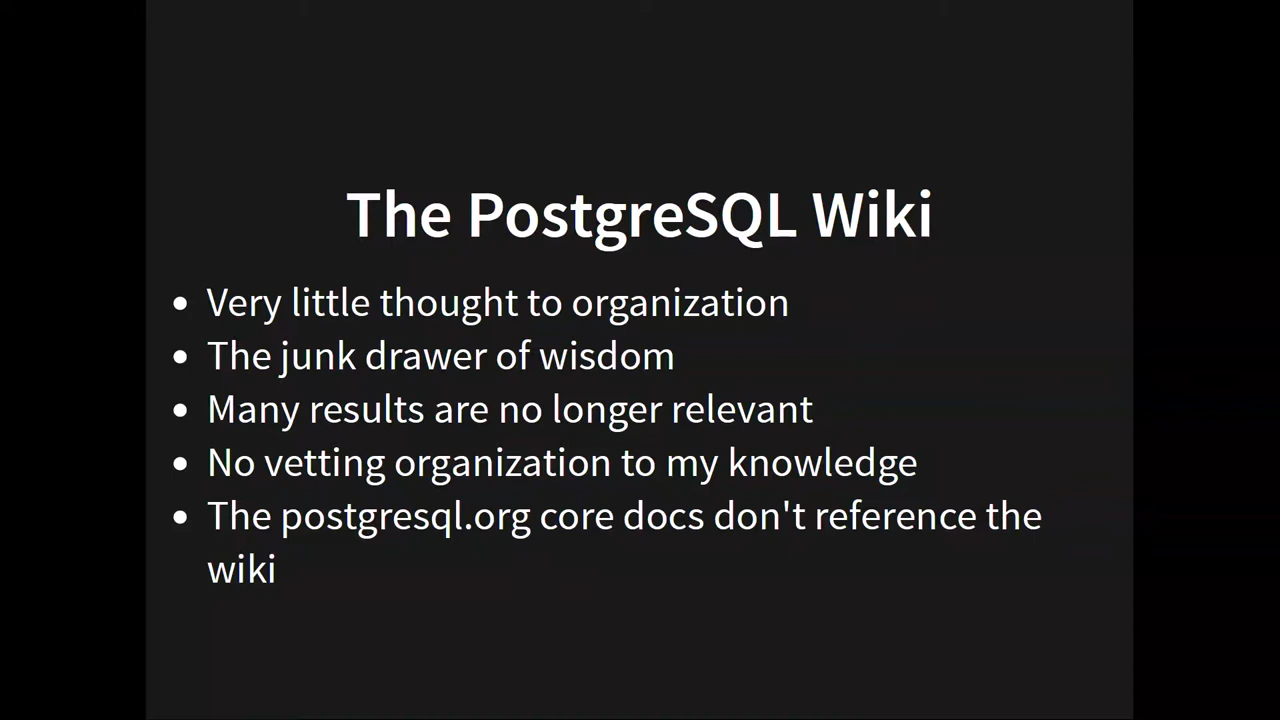 The PostgreSQL Wiki
• Very little thought to organization
• The junk drawer of wisdom
• Many results are no longer relevant
• No vetting organization to my knowledge
• The postgresql.org core docs don't reference the
wiki